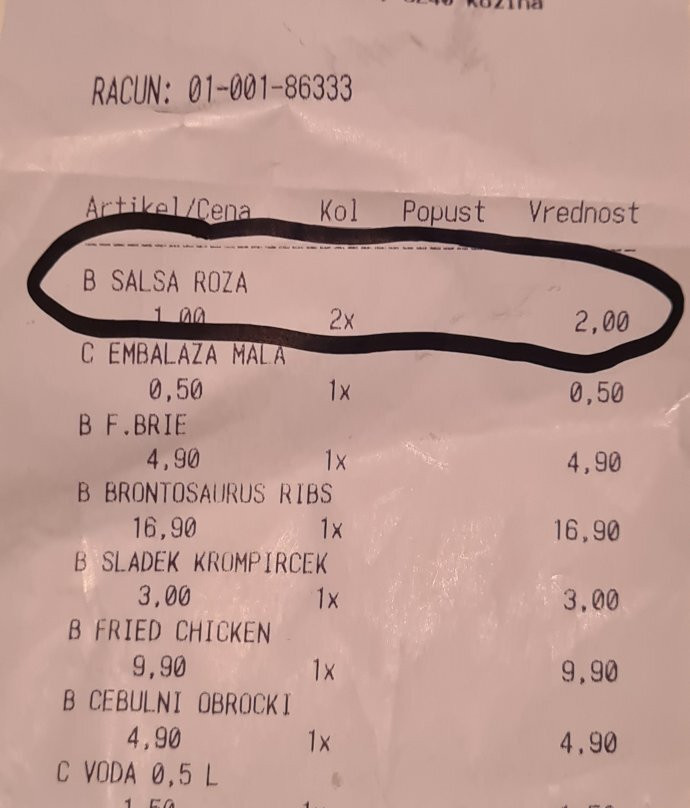 RACUN: 01-001-86333
Artikel/Cena Kol Popust Vrednost
B SALSA ROZA
1,00 2x 2,00
C EMBALAZA MALA
0,50 1x 0,50
B F.BRIE
4,90 1x 4,90
B BRONTOSAURUS RIBS
16,90 1x 16,90
B SLADEK KROMPIRCEK
3,00 1x 3,00
B FRIED CHICKEN
9,90 1x 9,90
B CEBULNI OBROCKI
4,90 1x 4,90
C VODA 0,5 L